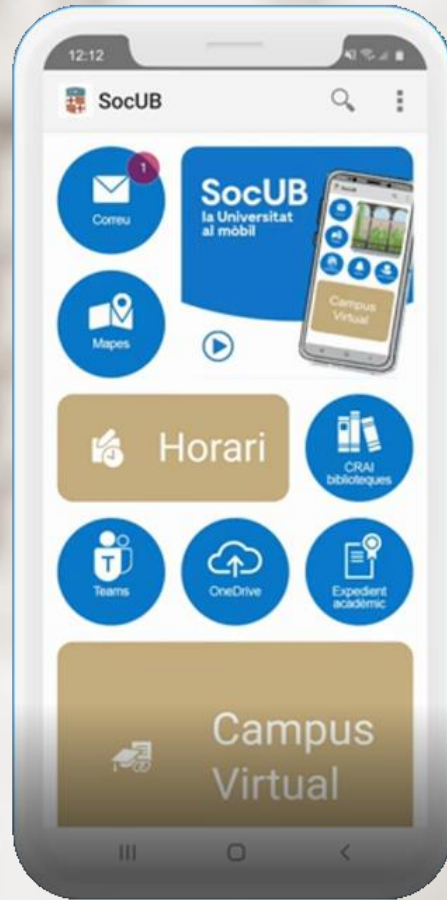 12:12
SocUB
1
Correu
SocUB
la Universitat
al mòbil
Mapes
Campus
Virtual
Horari
CRAI
biblioteques
T
Teams
OneDrive
Expedient
acadèmic
Campus
Virtual